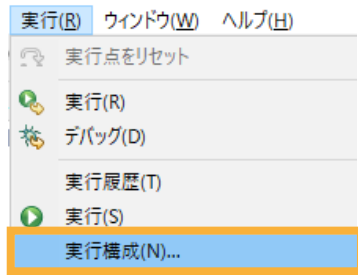 実行(R) ウィンドウ(W) ヘルプ(H)
実行点をリセット
実行(R)
デバッグ(D)
実行履歴(T)
実行(S)
実行構成(N)...